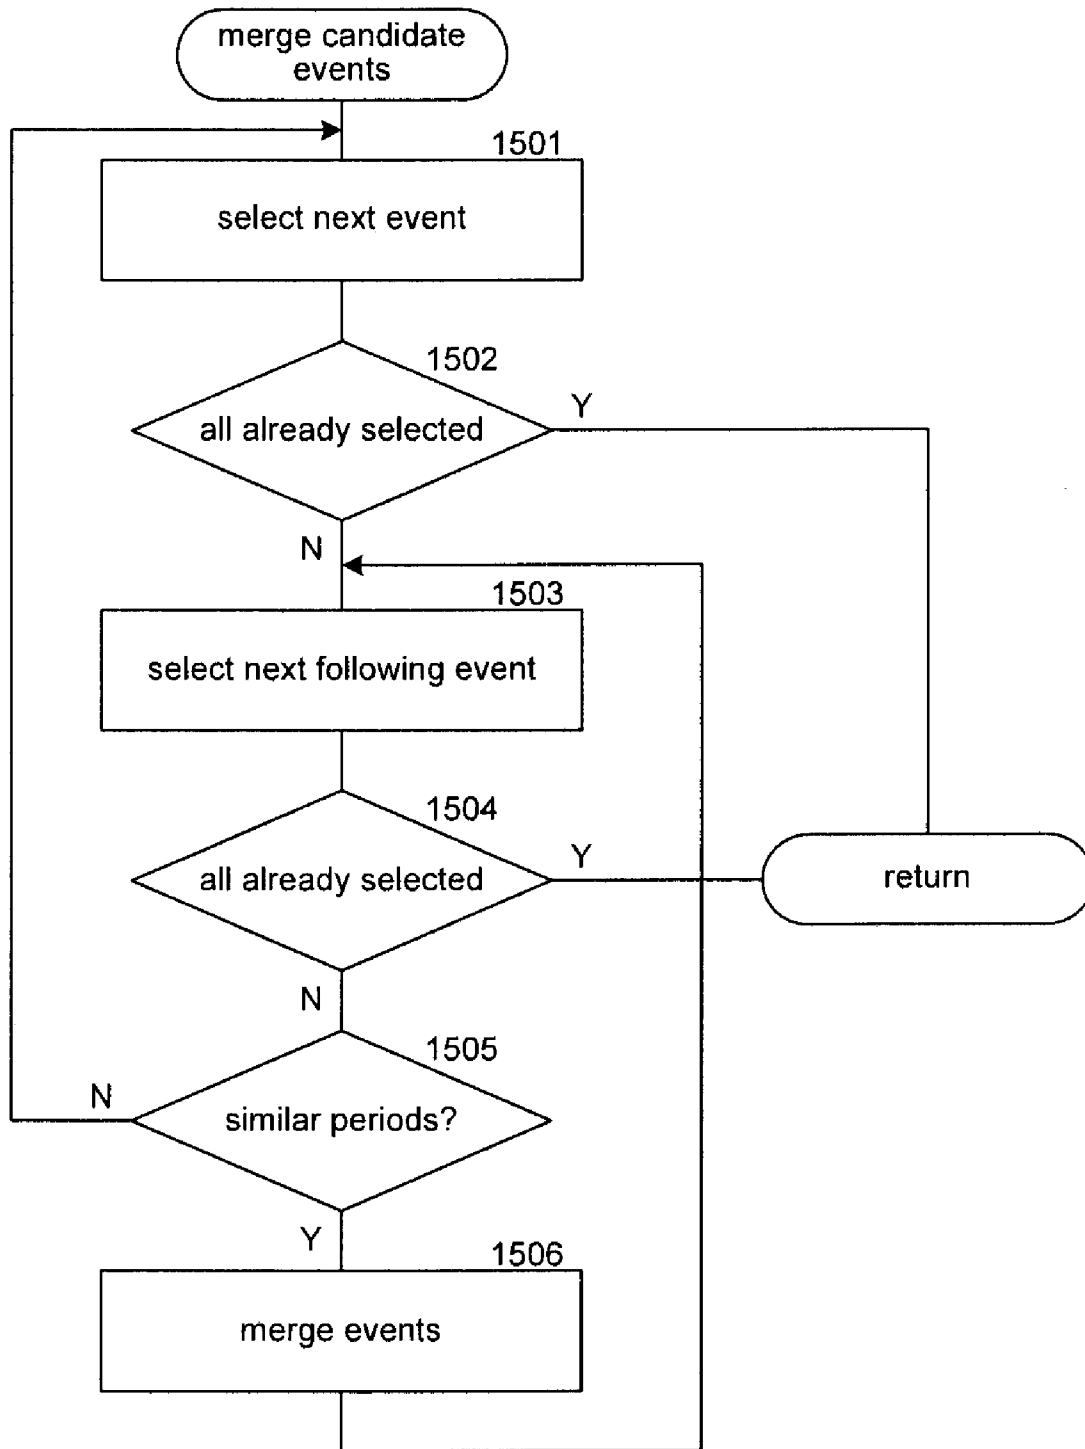 merge candidate
events
1501
select next event
1502
all already selected
Y
N
1503
select next following event
1504
all already selected
Y
return
N
1505
N
similar periods?
Y
1506
merge events